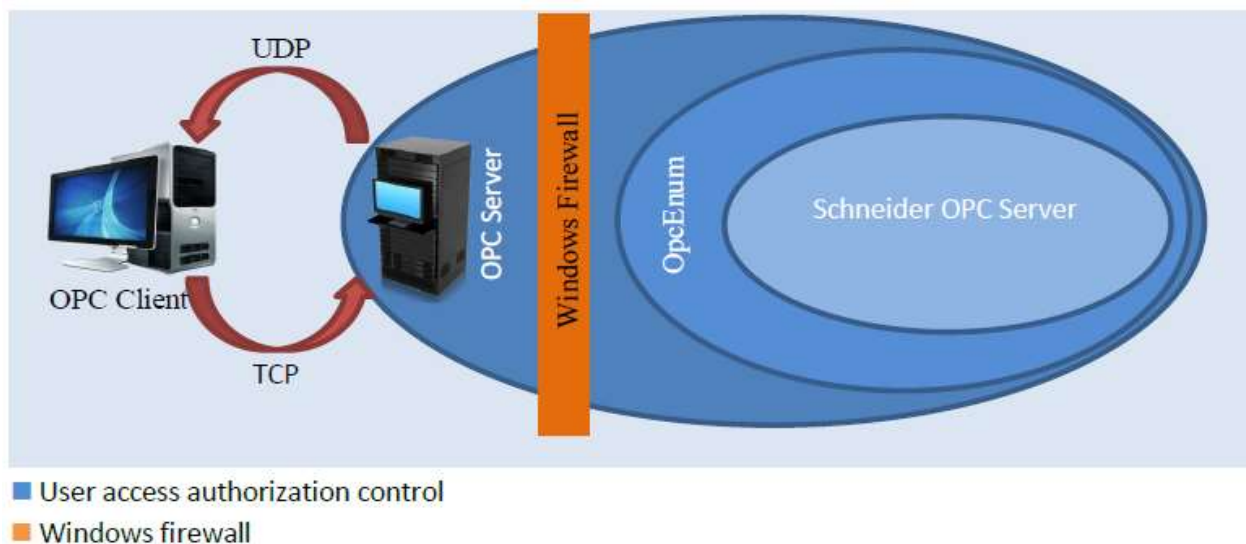 UDP
OPC Client
TCP
OPC Server
Windows Firewall
OpcEnum
Schneider OPC Server
User access authorization control
Windows firewall